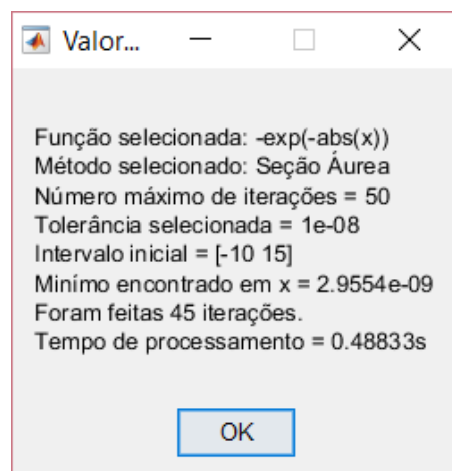 Valor...
Função selecionada: -exp(-abs(x))
Método selecionado: Seção Áurea
Número máximo de iterações = 50
Tolerância selecionada = 1e-08
Intervalo inicial = [-10 15]
Minímo encontrado em x = 2.9554e-09
Foram feitas 45 iterações.
Tempo de processamento = 0.48833s
OK